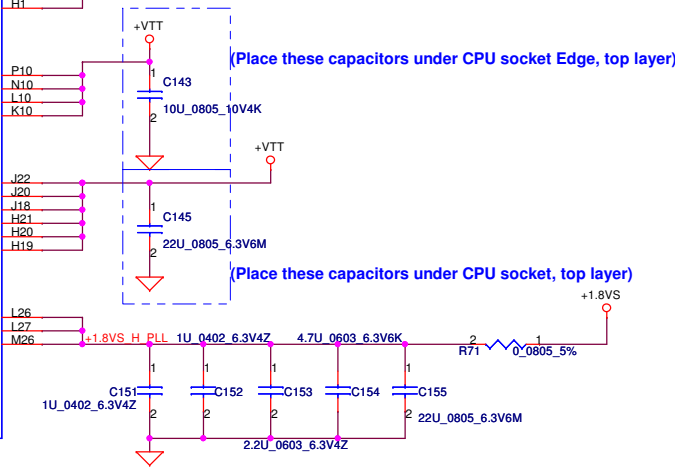 H1
+VTT
(Place these capacitors under CPU socket Edge, top layer)
P10
N10
L10
K10
1
C143
10U_0805_10V4K
2
+VTT
J22
J20
J18
H21
H20
H19
1
C145
22U_0805_6.3V6M
2
(Place these capacitors under CPU socket, top layer)
+1.8VS
L26
L27
M26
+1.8VS_H_PLL
1U_0402_6.3V4Z
4.7U_0603_6.3V6K
2
1
R71
0_0805_5%
1
1
1
1
1
C151
C152
C153
C154
C155
1U_0402_6.3V4Z
2
2
2
2
2
22U_0805_6.3V6M
2.2U_0603_6.3V4Z